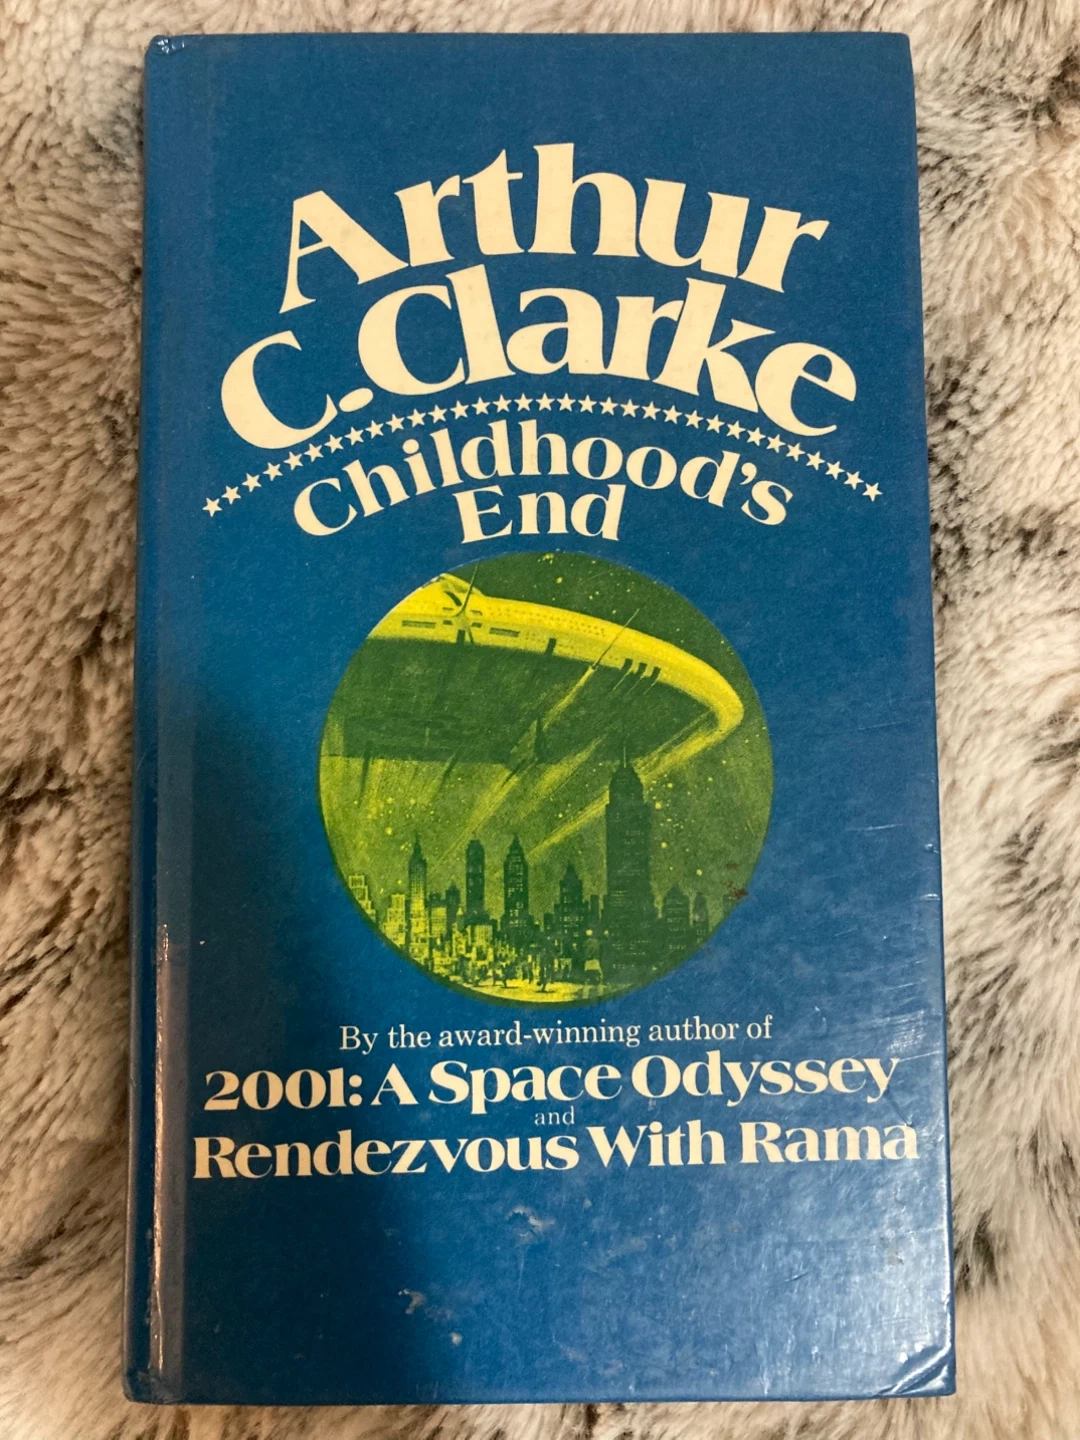 Arthur
C. Clarke
Childhood's
End
By the award-winning author of
2001: A Space Odyssey
and
Rendezvous With Rama